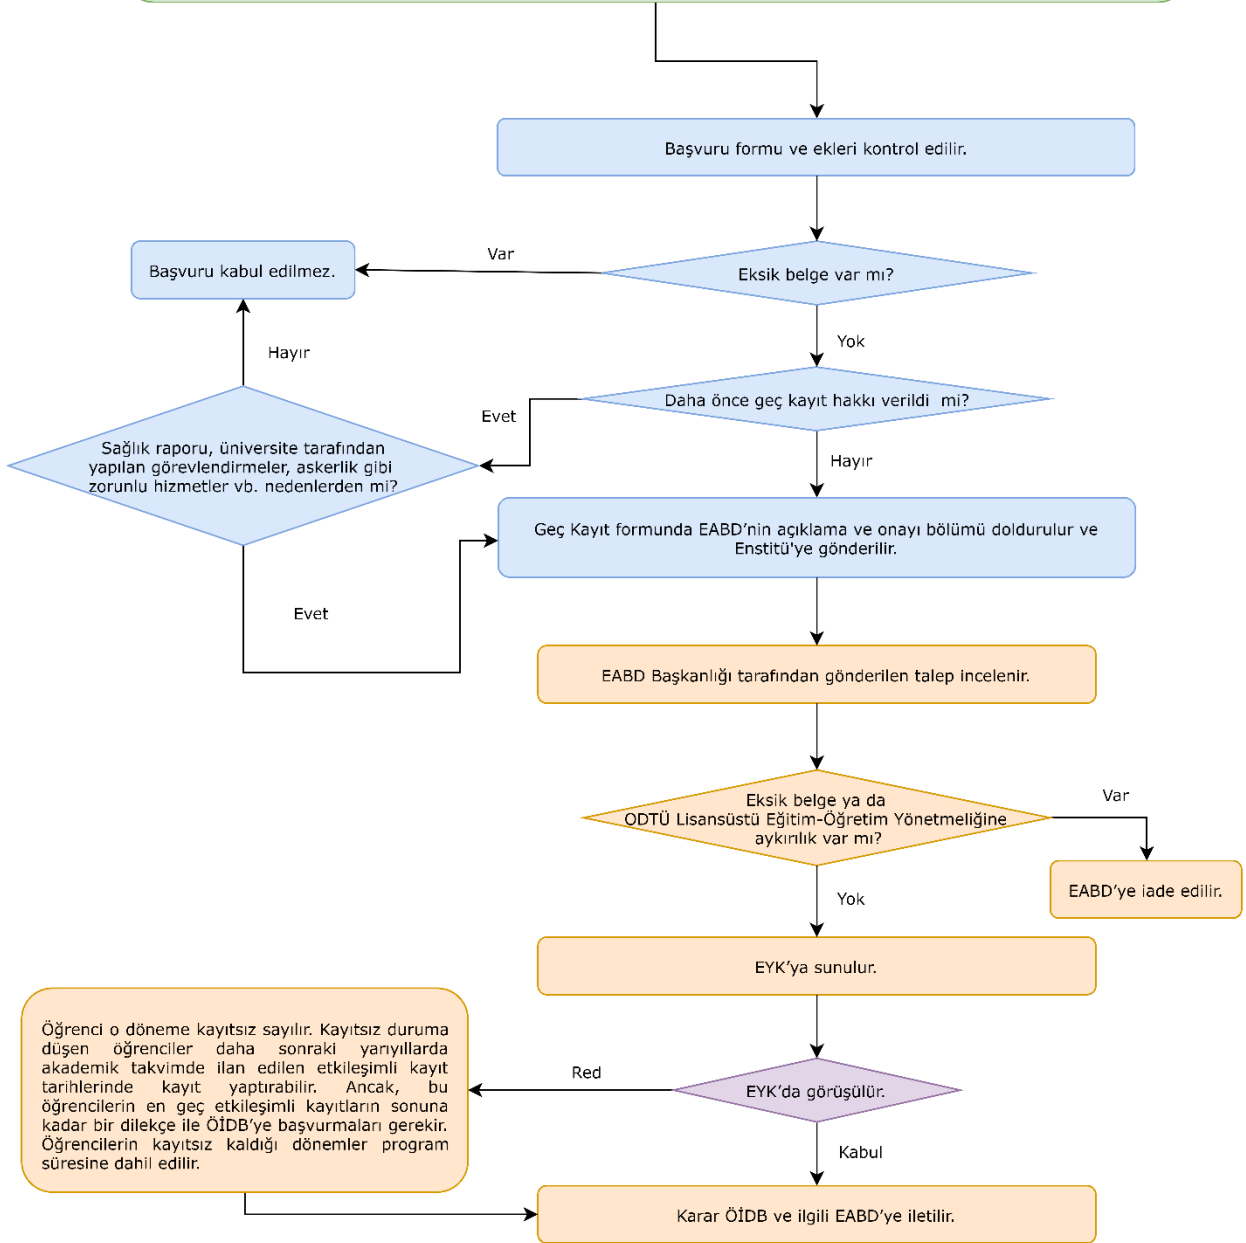 Başvuru formu ve ekleri kontrol edilir.
Var
Başvuru kabul edilmez.
Eksik belge var mı?
Yok
Hayır
Daha önce geç kayıt hakkı verildi  mi?
Evet
Sağlık raporu, üniversite tarafından
yapılan görevlendirmeler, askerlik gibi
zorunlu hizmetler vb. nedenlerden mi?
Hayır
Geç Kayıt formunda EABD’nin açıklama ve onayı bölümü doldurulur ve
Enstitü'ye gönderilir.
Evet
EABD Başkanlığı tarafından gönderilen talep incelenir.
Eksik belge ya da
ODTÜ Lisansüstü Eğitim-Öğretim Yönetmeliğine
aykırılık var mı?
Var
EABD’ye iade edilir.
Yok
EYK’ya sunulur.
Öğrenci o döneme kayıtsız sayılır. Kayıtsız duruma
düşen öğrenciler daha sonraki yarıyıllarda
akademik takvimde ilan edilen etkileşimli kayıt
tarihlerinde kayıt yaptırabilir. Ancak, bu
öğrencilerin en geç etkileşimli kayıtların sonuna
kadar bir dilekçe ile ÖİDB’ye başvurmaları gerekir.
Öğrencilerin kayıtsız kaldığı dönemler program
süresine dahil edilir.
Red
EYK’da görüşülür.
Kabul
Karar ÖİDB ve ilgili EABD’ye iletilir.